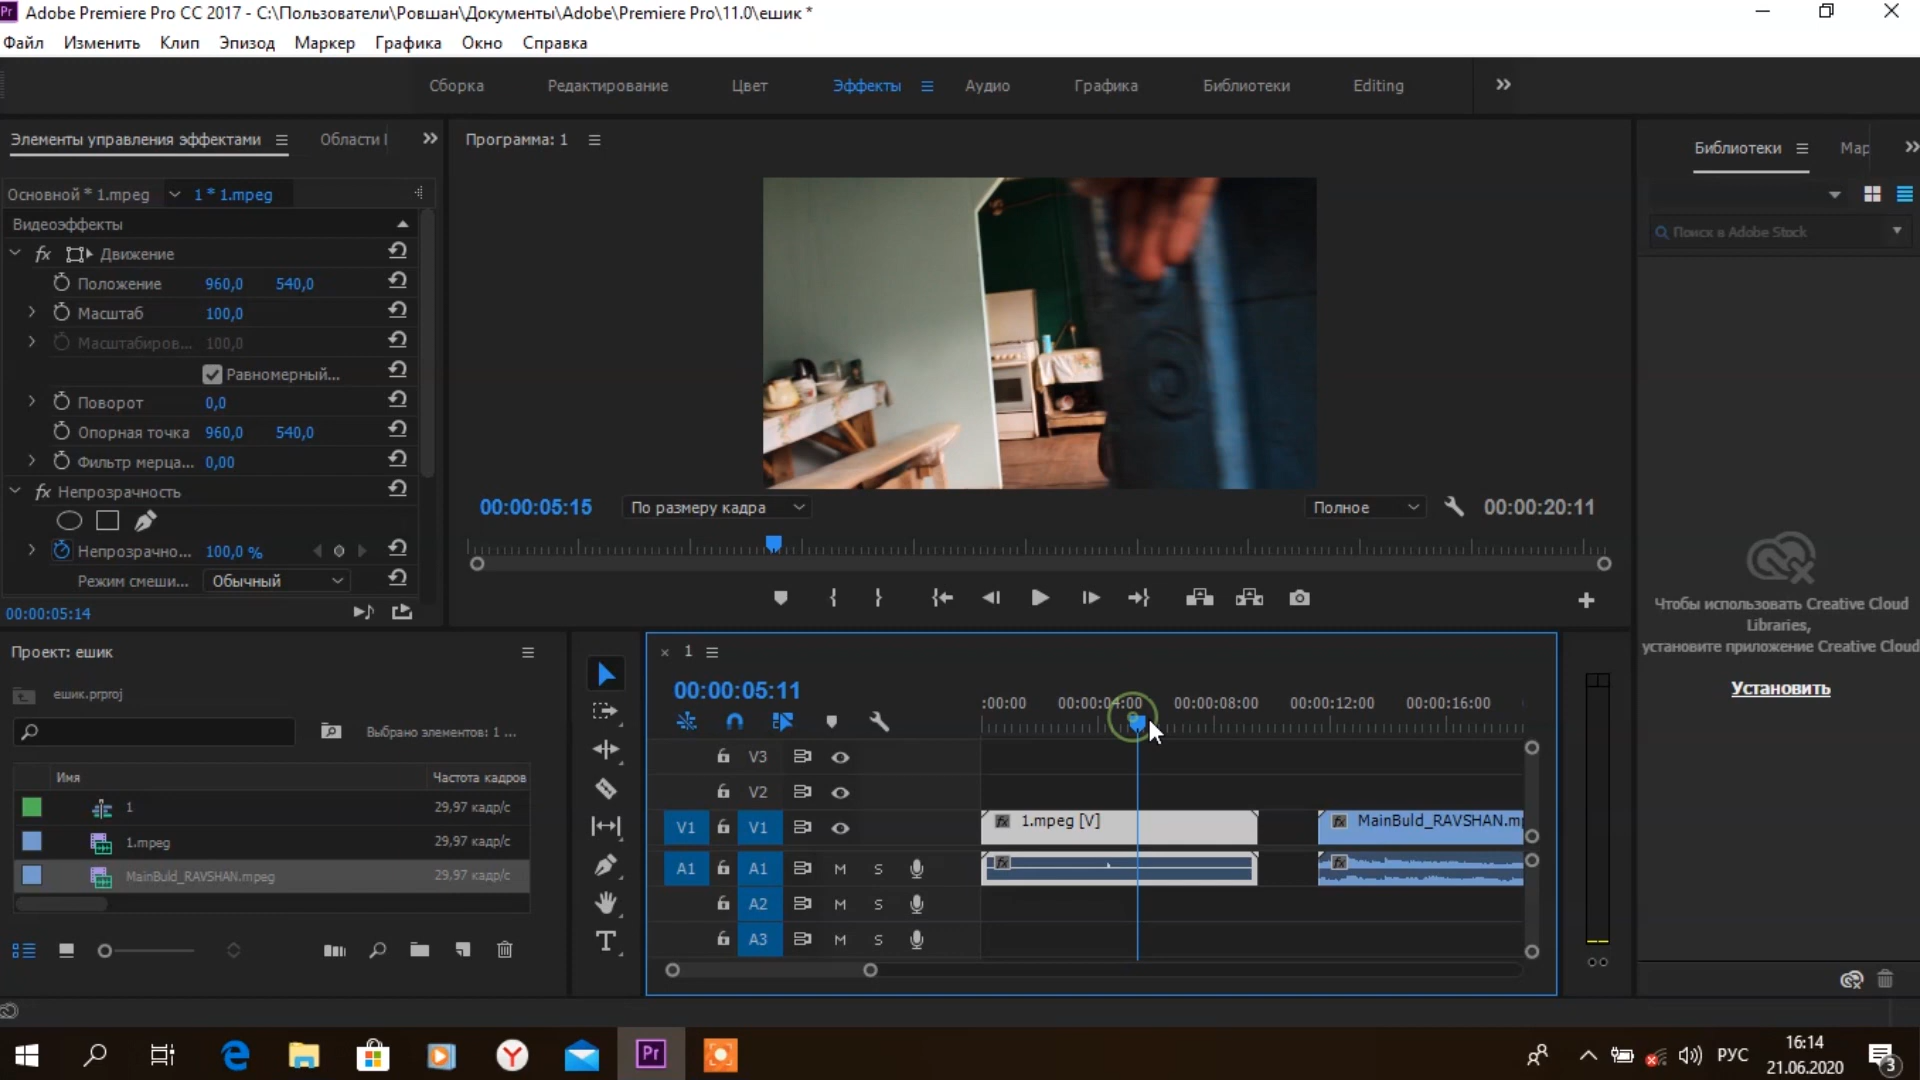 Pr Adobe Premiere Pro CC 2017 - C:\Пользователи\Ровшан\Документы\Adobe\Premiere Pro\11.0\ешик *
Файл Изменить Клип Эпизод Маркер Графика Окно Справка
Сборка Редактирование Цвет Эффекты Аудио Графика Библиотеки Editing
Элементы управления эффектами Области
Основной * 1.mpeg 1 * 1.mpeg
Видеоэффекты
fx Движение
Положение 960,0 540,0
Масштаб 100,0
Масштабиров... 100,0
Равномерный...
Поворот 0,0
Опорная точка 960,0 540,0
Фильтр мерца... 0,00
fx Непрозрачность
Непрозрачно... 100,0 %
Режим смеши... Обычный
00:00:05:14
Программа: 1
00:00:05:15 По размеру кадра Полное 00:00:20:11
Библиотеки Мар
Поиск в Adobe Stock
Чтобы использовать Creative Cloud
Libraries,
установите приложение Creative Cloud
Установить
Проект: ешик
ешик.prproj
Выбрано элементов: 1 ...
Имя Частота кадров
1 29,97 кадр/с
1.mpeg 29,97 кадр/с
MainBuld_RAVSHAN.mpeg 29,97 кадр/с
T
× 1
00:00:05:11
:00:00 00:00:04:00 00:00:08:00 00:00:12:00 00:00:16:00
V3
V2
V1 V1 fx 1.mpeg [V] fx MainBuld_RAVSHAN.mp
A1 A1 M S fx fx
A2 M S
A3 M S
Pr РУС 16:14
21.06.2020
3